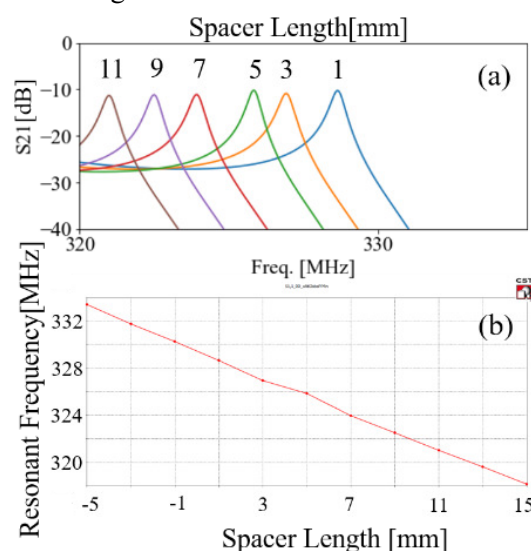 Spacer Length[mm]
11 9 7 5 3 1
(a)
S21[dB]
0
−10
−20
−30
−40
320 330
Freq. [MHz]
CST
Resonant Frequency[MHz]
(b)
332
328
324
320
-5 -1 3 7 11 15
Spacer Length [mm]